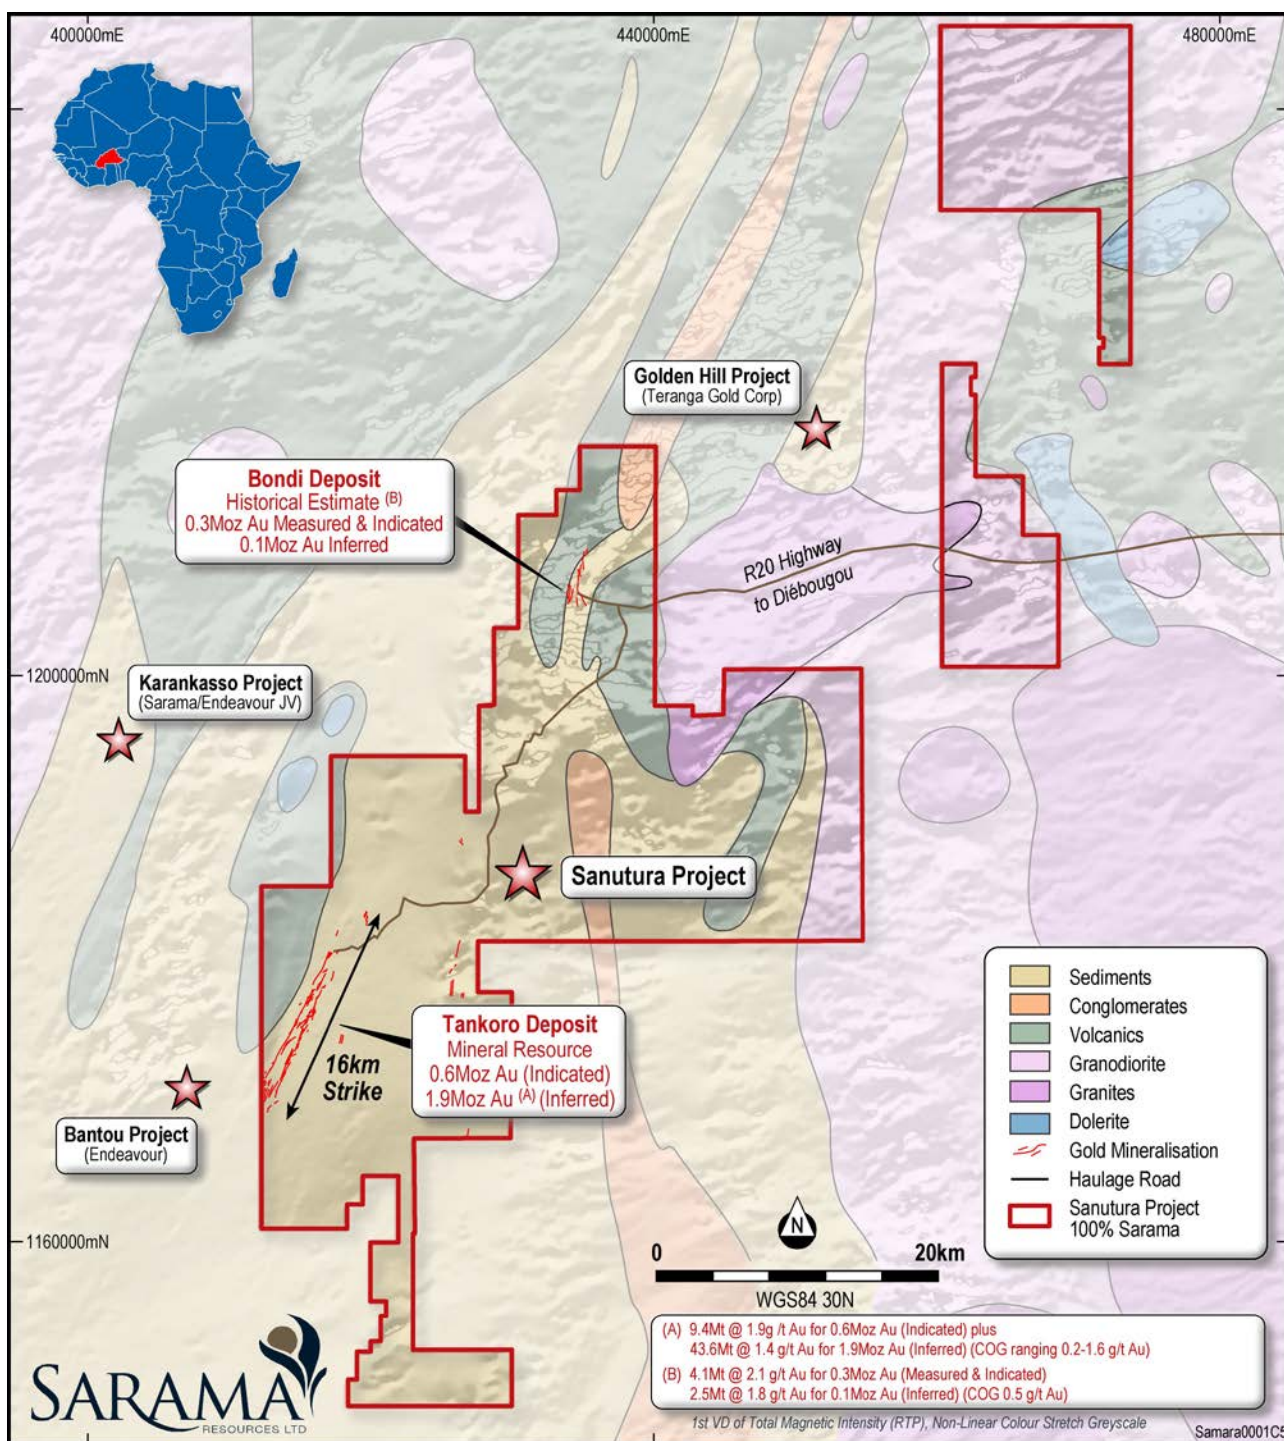 400000mE
440000mE
480000mE
Golden Hill Project
(Teranga Gold Corp)
Bondi Deposit
Historical Estimate (B)
0.3Moz Au Measured & Indicated
0.1Moz Au Inferred
R20 Highway
to Diébougou
1200000mN
Karankasso Project
(Sarama/Endeavour JV)
Sanutura Project
16km
Strike
Tankoro Deposit
Mineral Resource
0.6Moz Au (Indicated)
1.9Moz Au (A) (Inferred)
Bantou Project
(Endeavour)
Sediments
Conglomerates
Volcanics
Granodiorite
Granites
Dolerite
Gold Mineralisation
Haulage Road
Sanutura Project
100% Sarama
1160000mN
N
0
20km
WGS84 30N
(A) 9.4Mt @ 1.9g /t Au for 0.6Moz Au (Indicated) plus
43.6Mt @ 1.4 g/t Au for 1.9Moz Au (Inferred) (COG ranging 0.2-1.6 g/t Au)
(B) 4.1Mt @ 2.1 g/t Au for 0.3Moz Au (Measured & Indicated)
2.5Mt @ 1.8 g/t Au for 0.1Moz Au (Inferred) (COG 0.5 g/t Au)
1st VD of Total Magnetic Intensity (RTP), Non-Linear Colour Stretch Greyscale
SARAMA
RESOURCES LTD
Samara0001C5